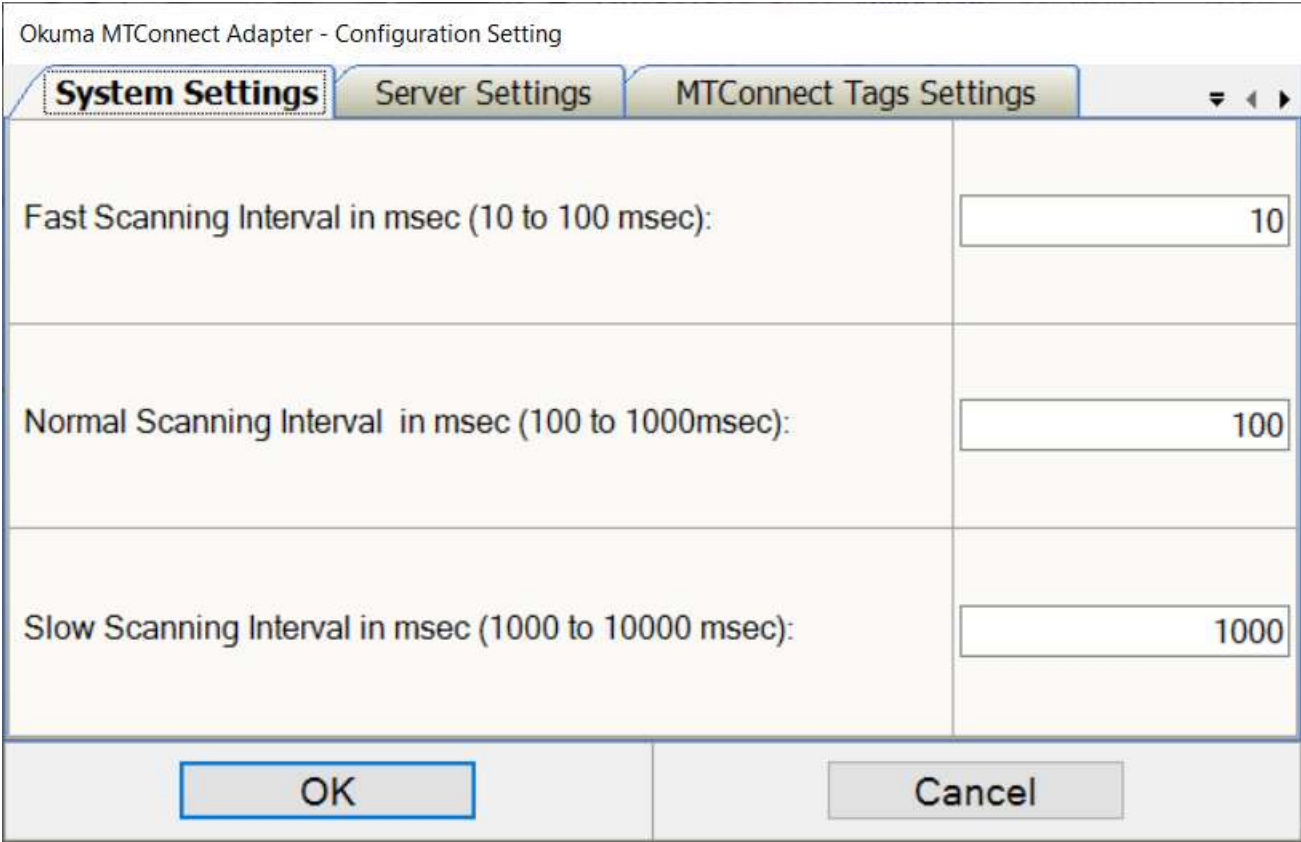 Okuma MTConnect Adapter - Configuration Setting
System Settings Server Settings MTConnect Tags Settings
Fast Scanning Interval in msec (10 to 100 msec): 10
Normal Scanning Interval  in msec (100 to 1000msec): 100
Slow Scanning Interval in msec (1000 to 10000 msec): 1000
OK Cancel